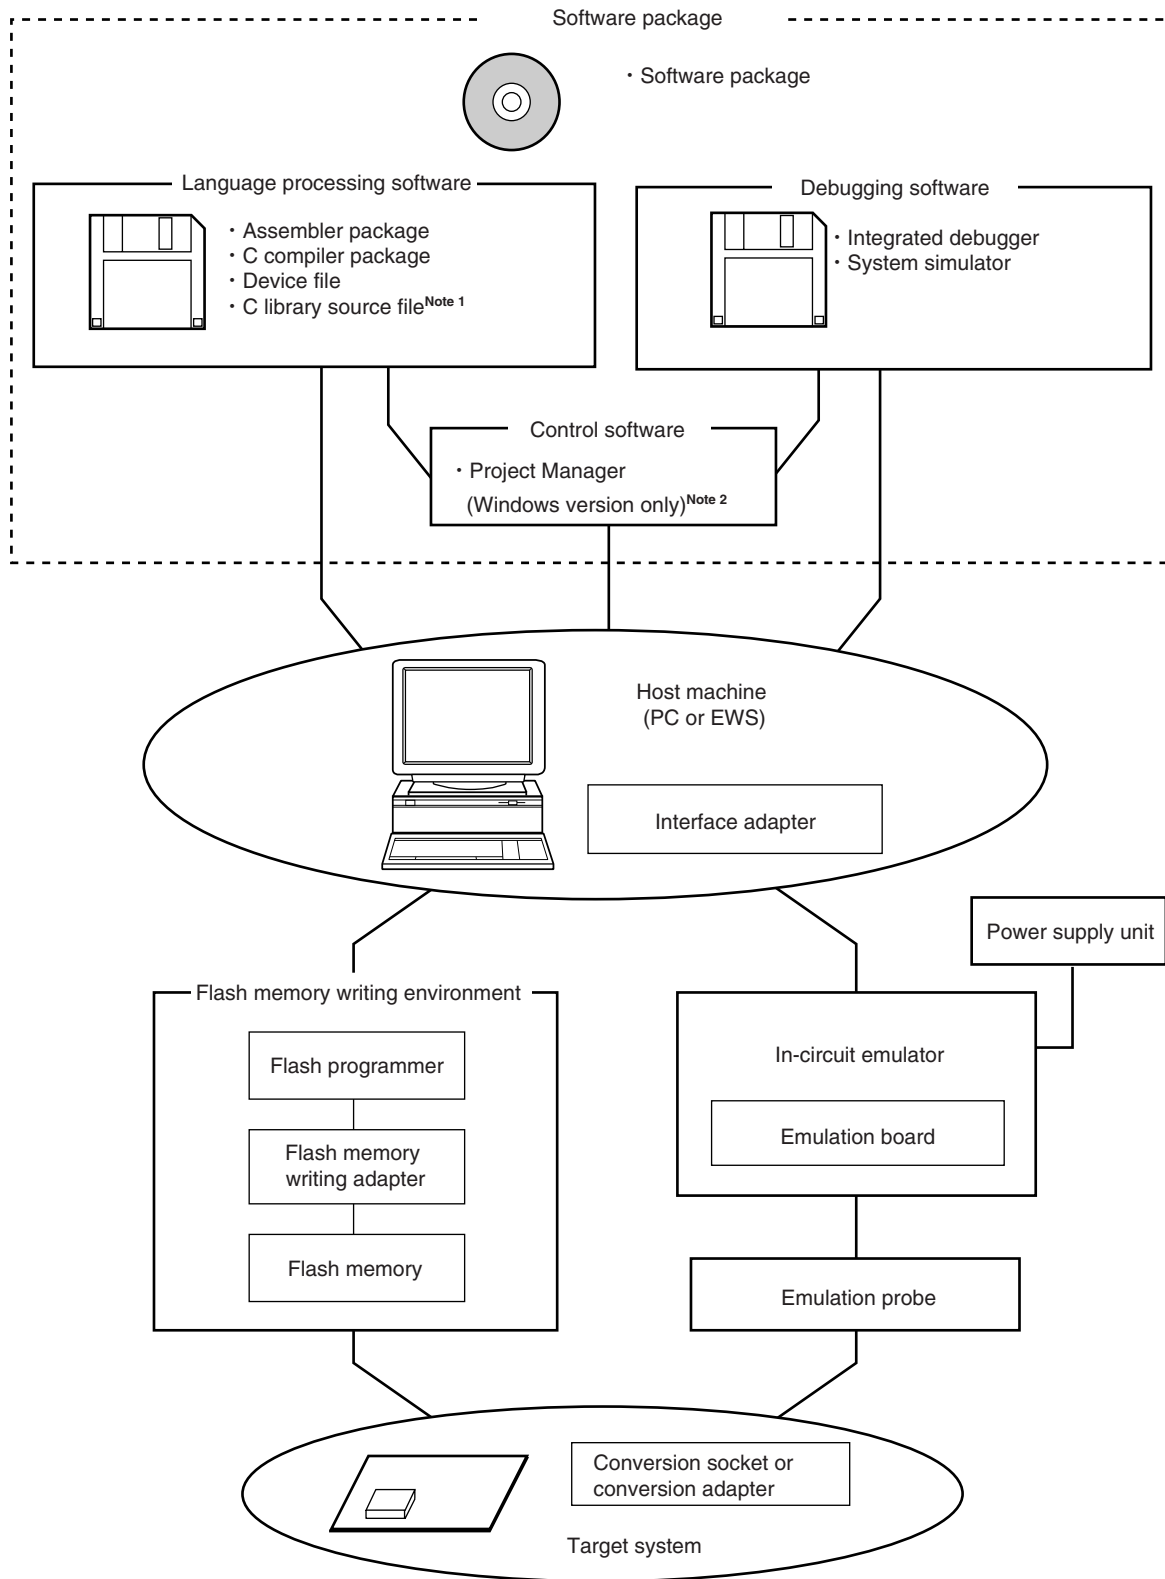 Software package
・Software package
Language processing software
・Assembler package
・C compiler package
・Device file
・C library source fileNote 1
Debugging software
・Integrated debugger
・System simulator
Control software
・Project Manager
(Windows version only)Note 2
Host machine
(PC or EWS)
Interface adapter
Power supply unit
Flash memory writing environment
Flash programmer
Flash memory
writing adapter
Flash memory
In-circuit emulator
Emulation board
Emulation probe
Conversion socket or
conversion adapter
Target system